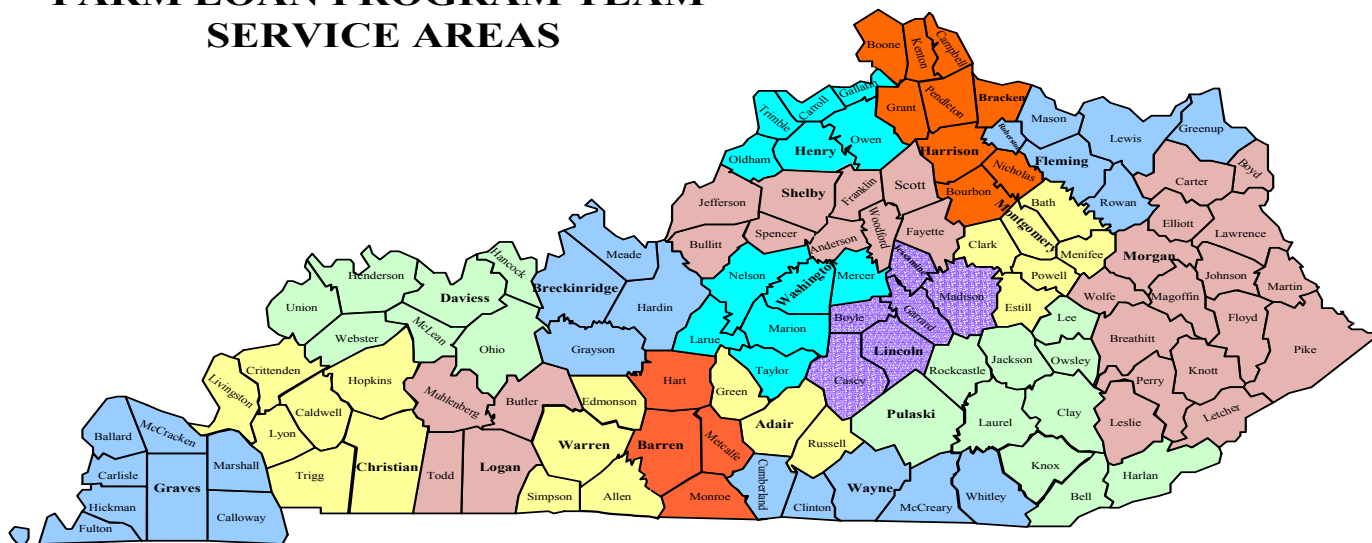 FARM LOAN PROGRAM TEAM
SERVICE AREAS
Boone
Kenton
Campbell
Gallatin
Carroll
Trimble
Grant
Pendleton
Bracken
Mason
Lewis
Greenup
Owen
Henry
Oldham
Harrison
Robertson
Fleming
Nicholas
Rowan
Carter
Boyd
Shelby
Franklin
Scott
Bourbon
Bath
Jefferson
Montgomery
Elliott
Lawrence
Spencer
Anderson
Woodford
Fayette
Clark
Menifee
Morgan
Bullitt
Meade
Hancock
Henderson
Nelson
Washington
Mercer
Jessamine
Madison
Powell
Johnson
Martin
Breckinridge
Daviess
Hardin
Union
Wolfe
Magoffin
Estill
Floyd
Boyle
Garrard
Lee
Marion
Larue
McLean
Webster
Ohio
Grayson
Lincoln
Breathitt
Pike
Jackson
Owsley
Rockcastle
Crittenden
Hopkins
Hart
Taylor
Casey
Perry
Knott
Livingston
Muhlenberg
Butler
Edmonson
Green
Pulaski
Clay
Letcher
Caldwell
Adair
Laurel
Leslie
Ballard
McCracken
Lyon
Warren
Barren
Metcalfe
Russell
Carlisle
Marshall
Trigg
Christian
Todd
Logan
Knox
Harlan
Graves
Cumberland
Wayne
Hickman
Simpson
Allen
Monroe
Clinton
McCreary
Whitley
Bell
Fulton
Calloway